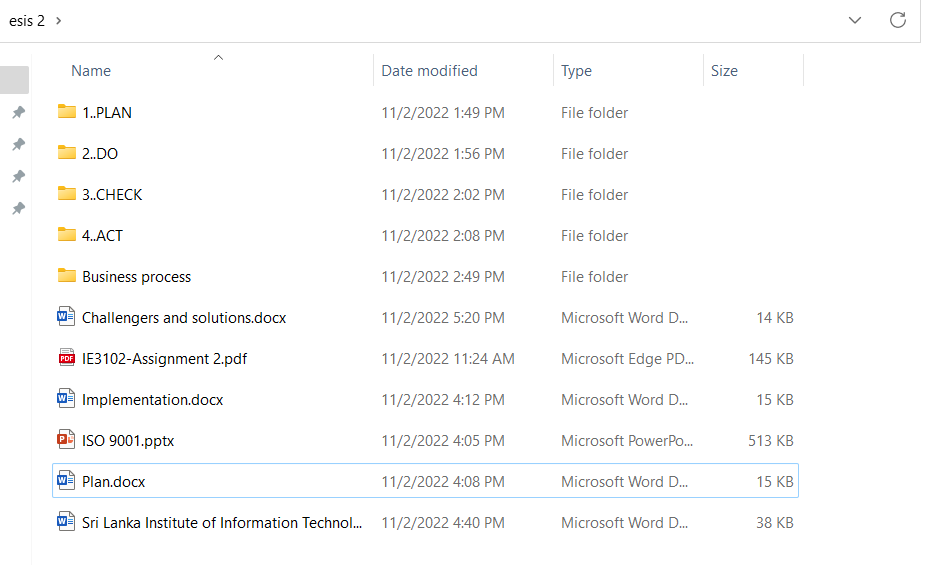 esis 2 >
Name Date modified Type Size
1..PLAN 11/2/2022 1:49 PM File folder
2..DO 11/2/2022 1:56 PM File folder
3..CHECK 11/2/2022 2:02 PM File folder
4..ACT 11/2/2022 2:08 PM File folder
Business process 11/2/2022 2:49 PM File folder
Challengers and solutions.docx 11/2/2022 5:20 PM Microsoft Word D... 14 KB
PDF IE3102-Assignment 2.pdf 11/2/2022 11:24 AM Microsoft Edge PD... 145 KB
Implementation.docx 11/2/2022 4:12 PM Microsoft Word D... 15 KB
ISO 9001.pptx 11/2/2022 4:05 PM Microsoft PowerPo... 513 KB
Plan.docx 11/2/2022 4:08 PM Microsoft Word D... 15 KB
Sri Lanka Institute of Information Technol... 11/2/2022 4:40 PM Microsoft Word D... 38 KB